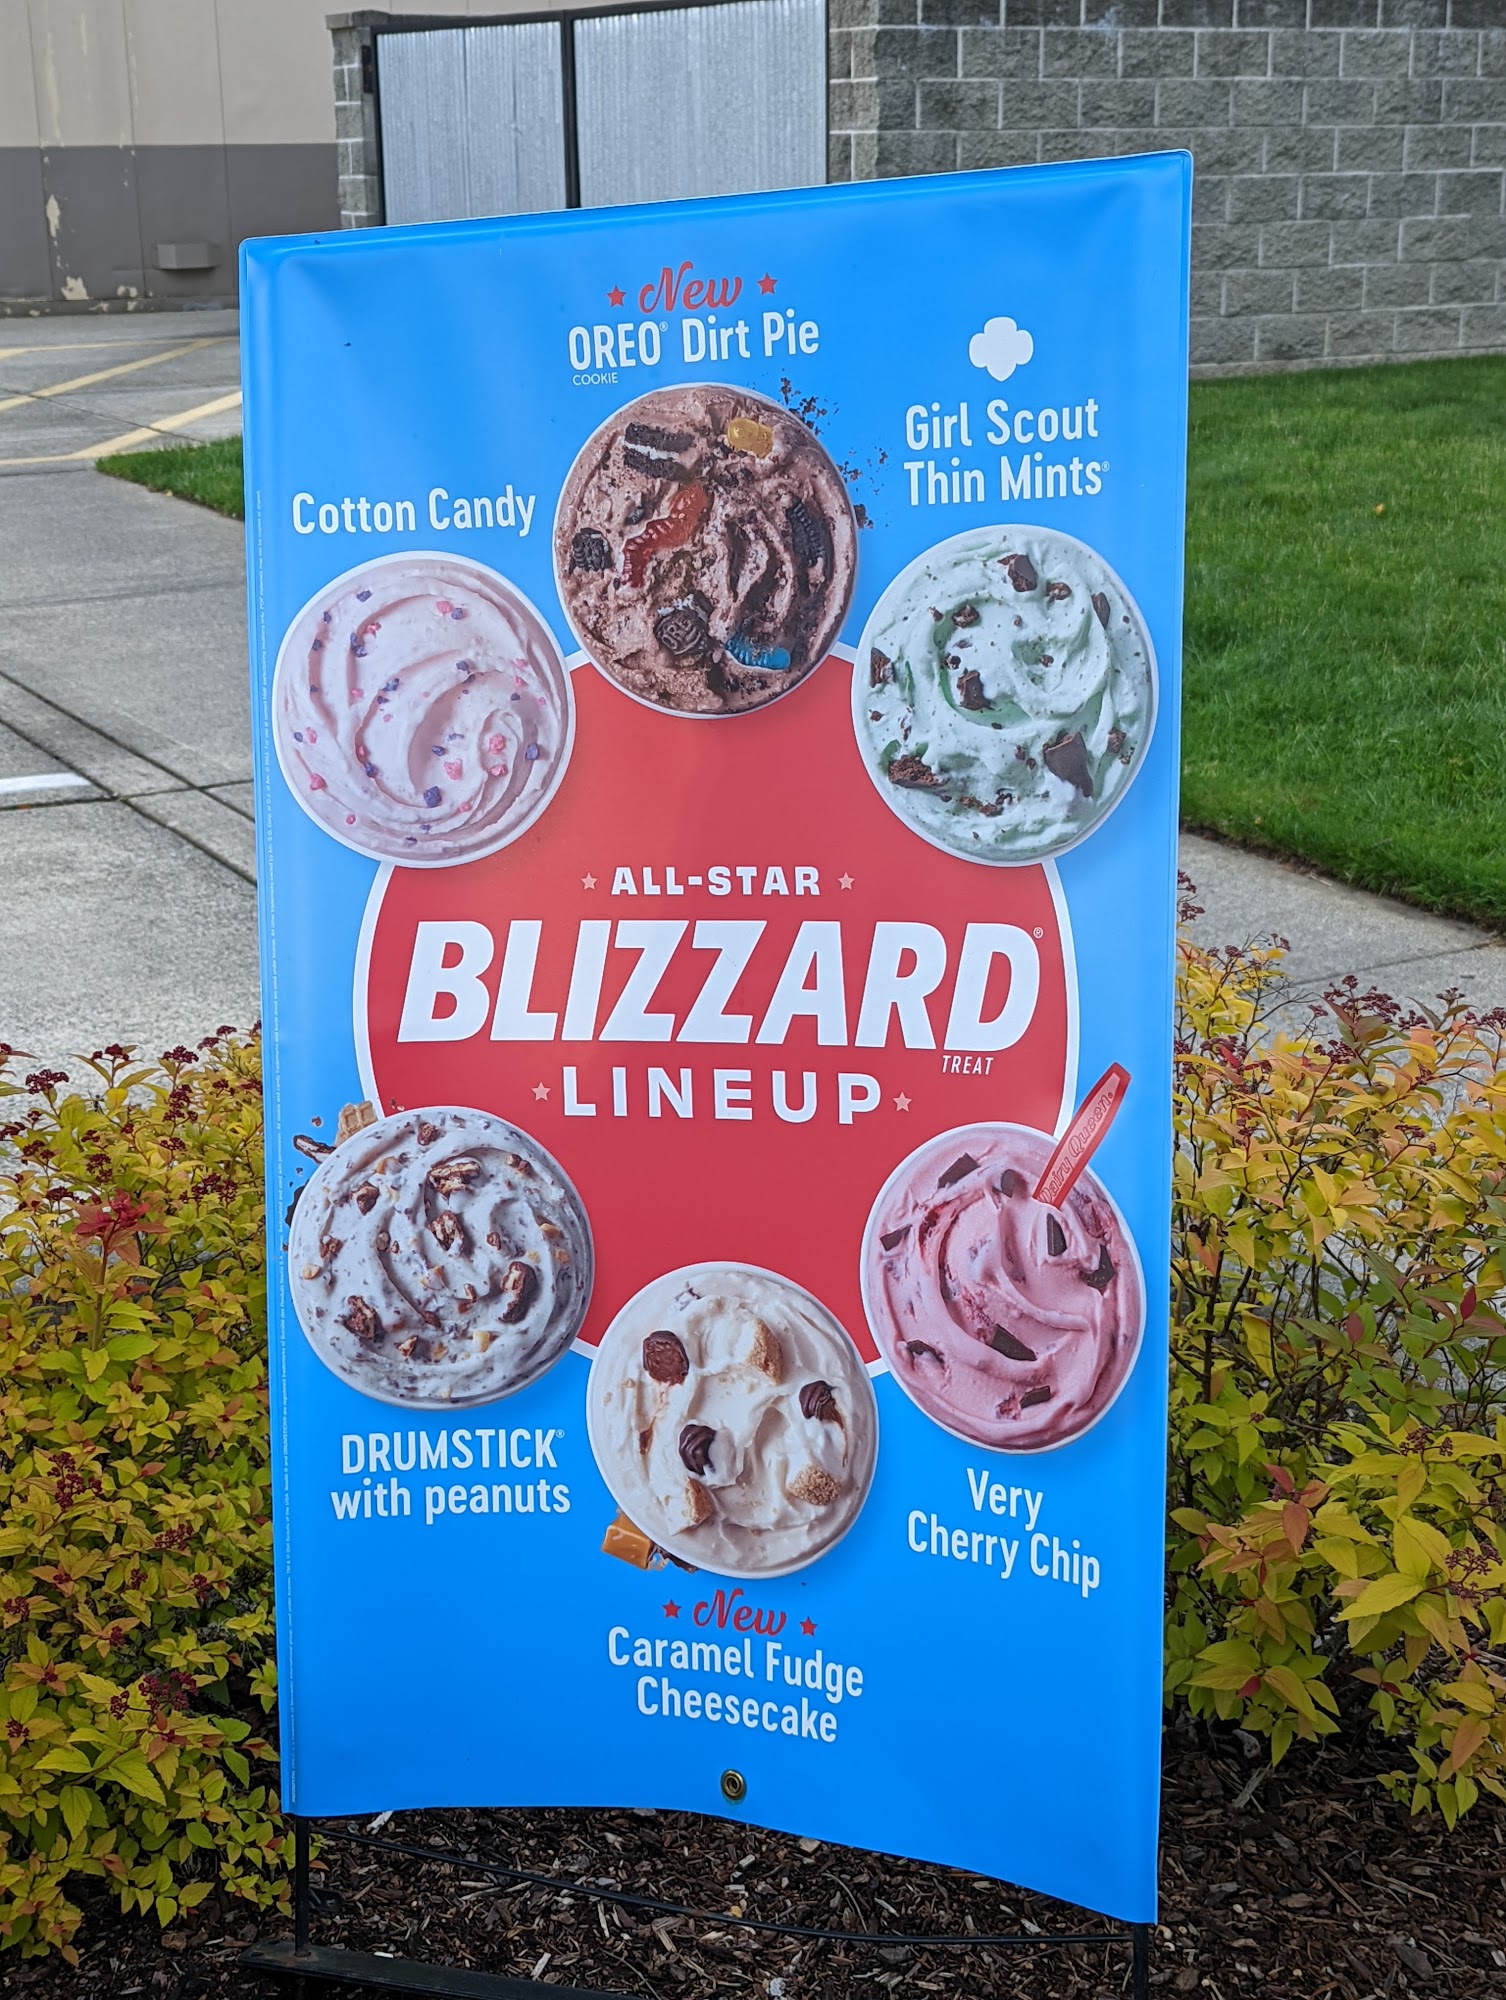 New
OREO® Dirt Pie
COOKIE
Girl Scout
Thin Mints®
Cotton Candy
ALL-STAR
BLIZZARD®
TREAT
LINEUP
Dairy Queen
DRUMSTICK®
with peanuts
Very
Cherry Chip
New
Caramel Fudge
Cheesecake